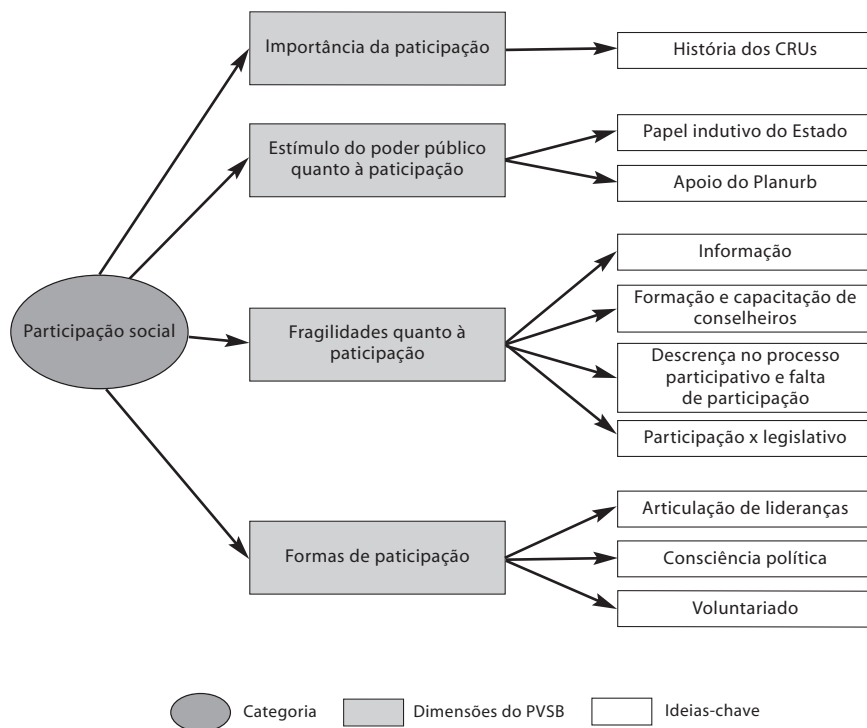 Importância da paticipação
História dos CRUs
Estímulo do poder público
quanto à paticipação
Papel indutivo do Estado
Apoio do Planurb
Participação social
Fragilidades quanto à
paticipação
Informação
Formação e capacitação de
conselheiros
Descrença no processo
participativo e falta
de participação
Participação x legislativo
Formas de paticipação
Articulação de lideranças
Consciência política
Voluntariado
Categoria
Dimensões do PVSB
Ideias-chave